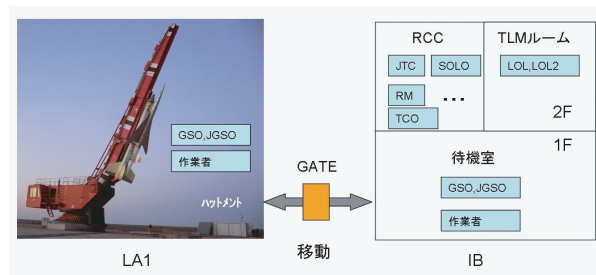 GSO,JGSO
作業者
ハットメント
LA1
GATE
移動
RCC
JTC
SOLO
RM
...
TCO
TLMルーム
LOL,LOL2
2F
1F
待機室
GSO,JGSO
作業者
IB